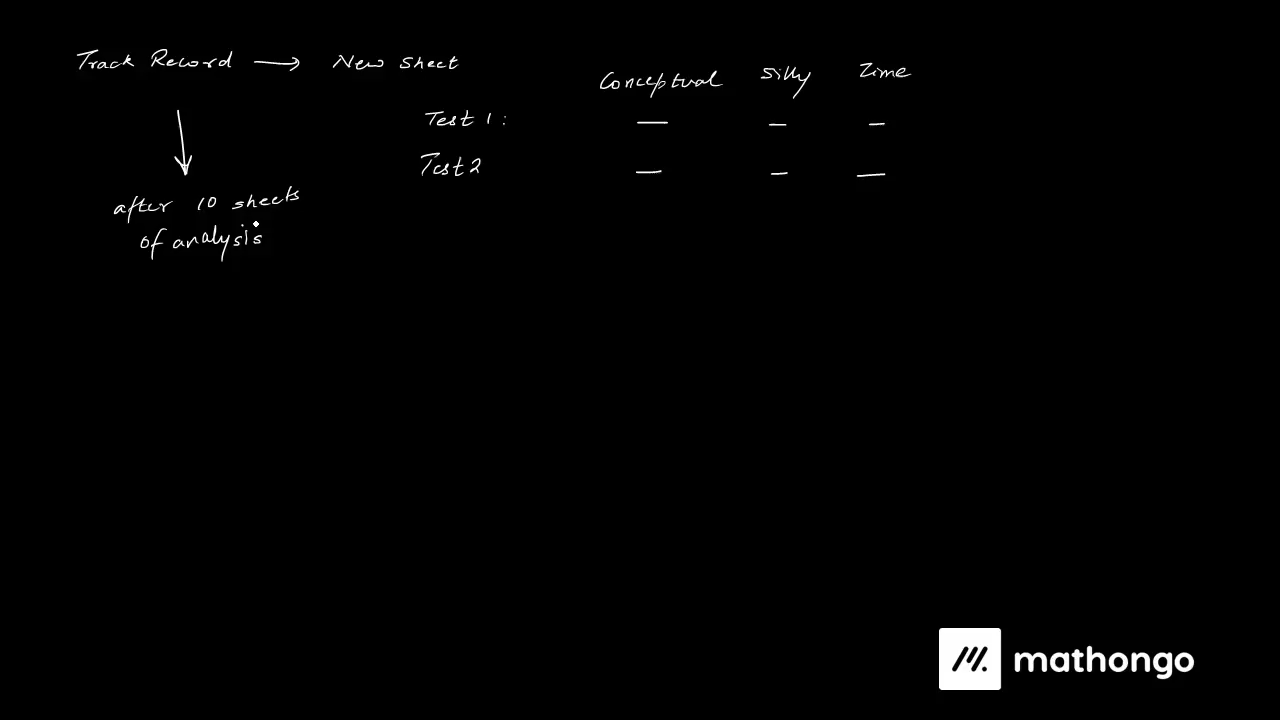 Track Record → New Sheet
Conceptual Silly Time
Test 1 : — — —
Test 2 — — —
after 10 sheets
of analysis
mathongo